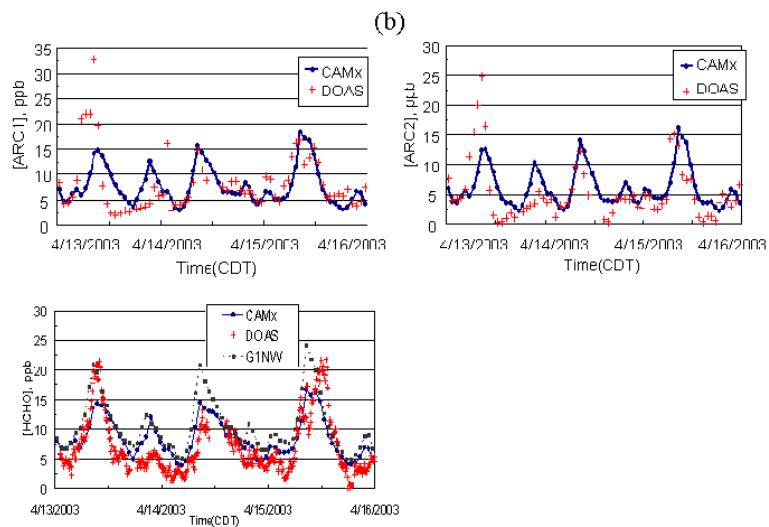 (b)
35
30
25
20
15
10
5
0
[ARC1], ppb
CAMx
DOAS
4/13/2003 4/14/2003 4/15/2003 4/16/2003
Time(CDT)
30
25
20
15
10
5
0
[ARC2], ppb
CAMx
DOAS
4/13/2003 4/14/2003 4/15/2003 4/16/2003
Time(CDT)
30
25
20
15
10
5
0
[HCHO], ppb
CAMx
DOAS
G1NW
4/13/2003 4/14/2003 4/15/2003 4/16/2003
Time(CDT)